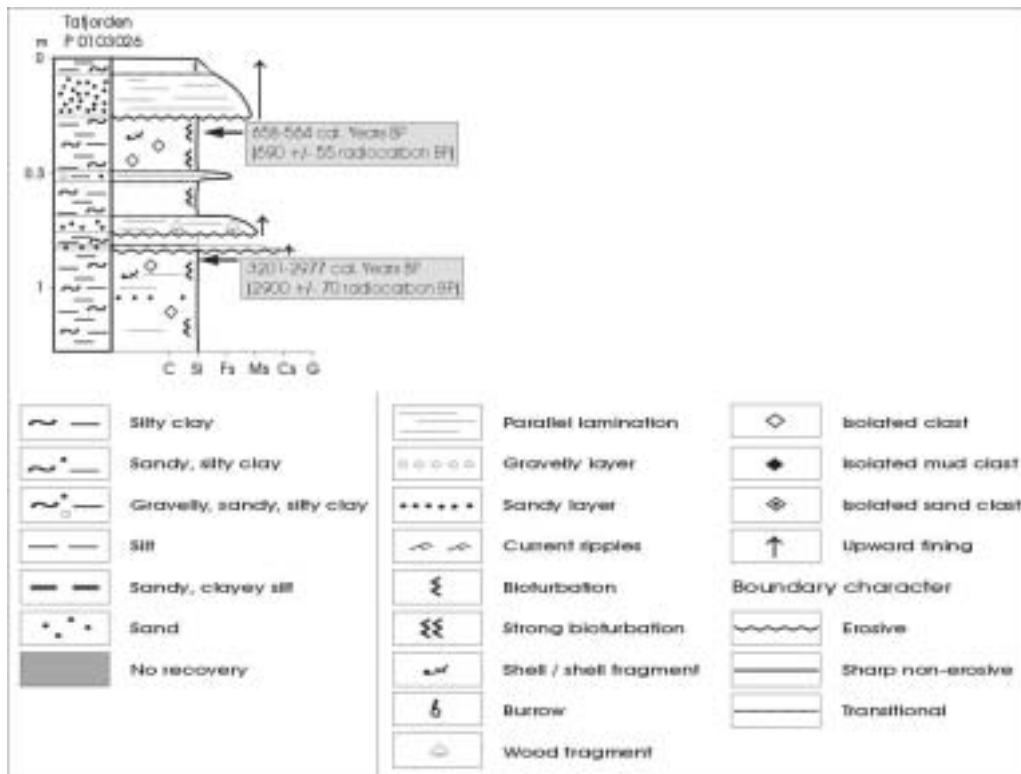 Tafjorden
m P 0103026
0
658-564 cal. Years BP
(690 +/- 55 radiocarbon BP)
0.5
3201-2977 cal. Years BP
(2900 +/- 70 radiocarbon BP)
1
C Si Fs Ms Cs G
Silty clay
Sandy, silty clay
Gravelly, sandy, silty clay
Silt
Sandy, clayey silt
Sand
No recovery
Parallel lamination
Gravelly layer
Sandy layer
Current ripples
Bioturbation
Strong bioturbation
Shell / shell fragment
Burrow
Wood fragment
Isolated clast
Isolated mud clast
Isolated sand clast
Upward fining
Boundary character
Erosive
Sharp non-erosive
Transitional